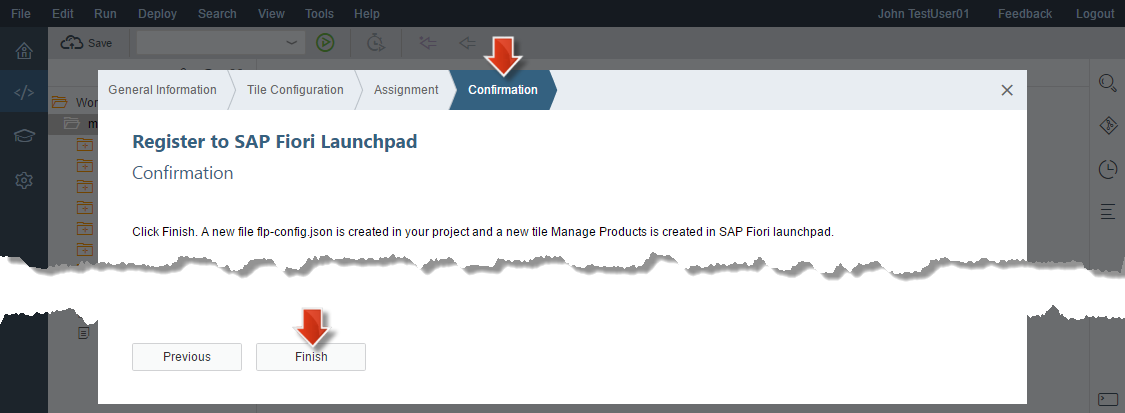 File Edit Run Deploy Search View Tools Help John TestUser01 Feedback Logout
Save
General Information Tile Configuration Assignment Confirmation
Wor
m
Register to SAP Fiori Launchpad
Confirmation
Click Finish. A new file flp-config.json is created in your project and a new tile Manage Products is created in SAP Fiori launchpad.
Previous Finish